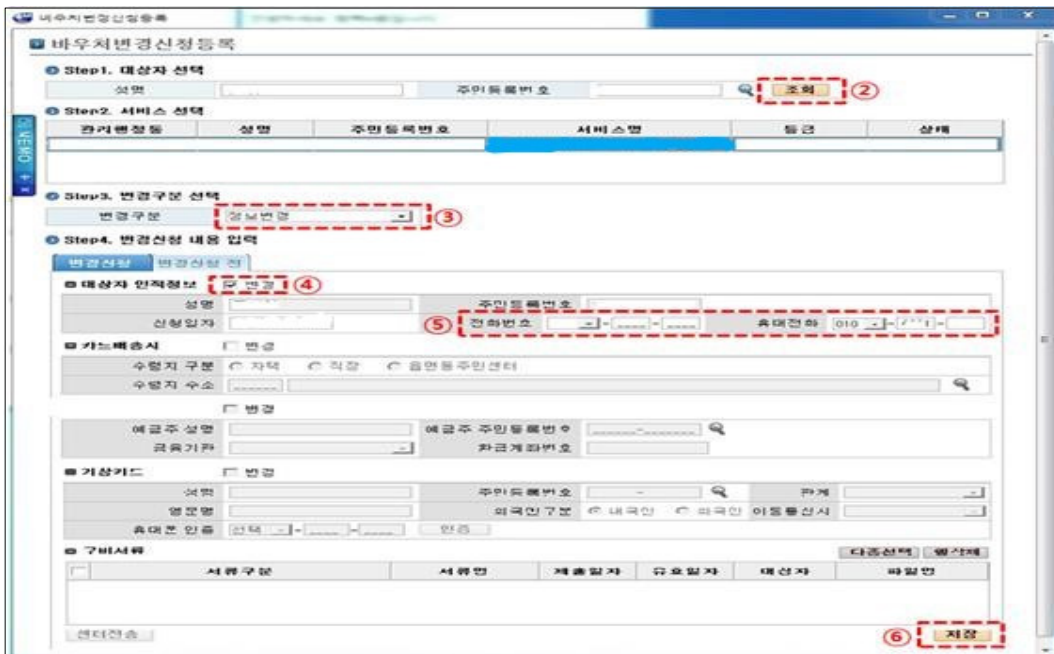 바우처변경신청등록
바우처변경신청등록
Step1. 대상자 선택
성명 주민등록번호 조회 ②
Step2. 서비스 선택
관리행정동 성명 주민등록번호 서비스명 등급 상태
MEMO +
Step3. 변경구분 선택
변경구분 정보변경 ③
Step4. 변경신청 내용 입력
변경신청 변경신청 전
대상자 인적정보 변경 ④
성명 주민등록번호
신청일자 ⑤ 전화번호 - - 휴대전화 010 - -
카드배송지 변경
수령지 구분 자택 직장 읍면동주민센터
수령지 주소
변경
예금주 성명 예금주 주민등록번호 -
금융기관 환급계좌번호
가상카드 변경
성명 주민등록번호 - 관계
영문명 외국인구분 내국인 외국인 이동통신사
휴대폰 인증 선택 - - 인증
구비서류 다중선택 행삭제
서류구분 서류명 제출일자 유효일자 대상자 파일명
센터전송 ⑥ 저장